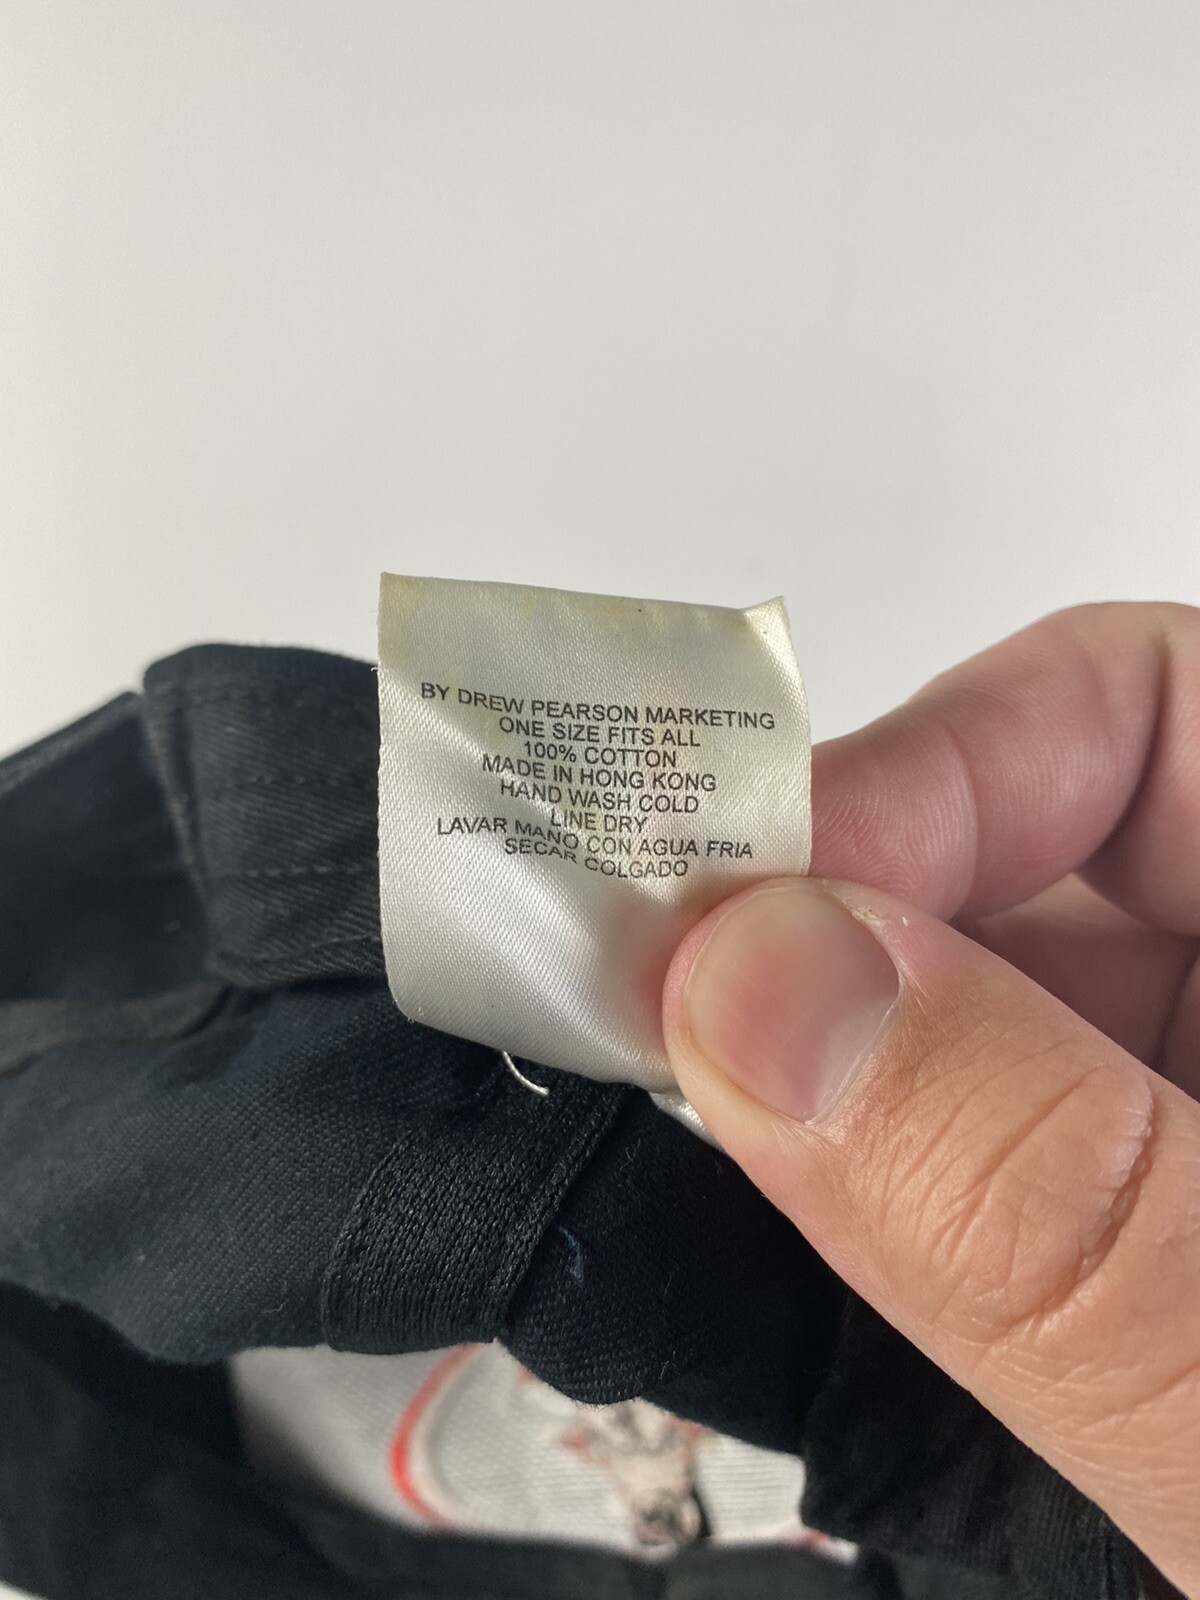 BY DREW PEARSON MARKETING
ONE SIZE FITS ALL
100% COTTON
MADE IN HONG KONG
HAND WASH COLD
LINE DRY
LAVAR MANO CON AGUA FRIA
SECAR COLGADO